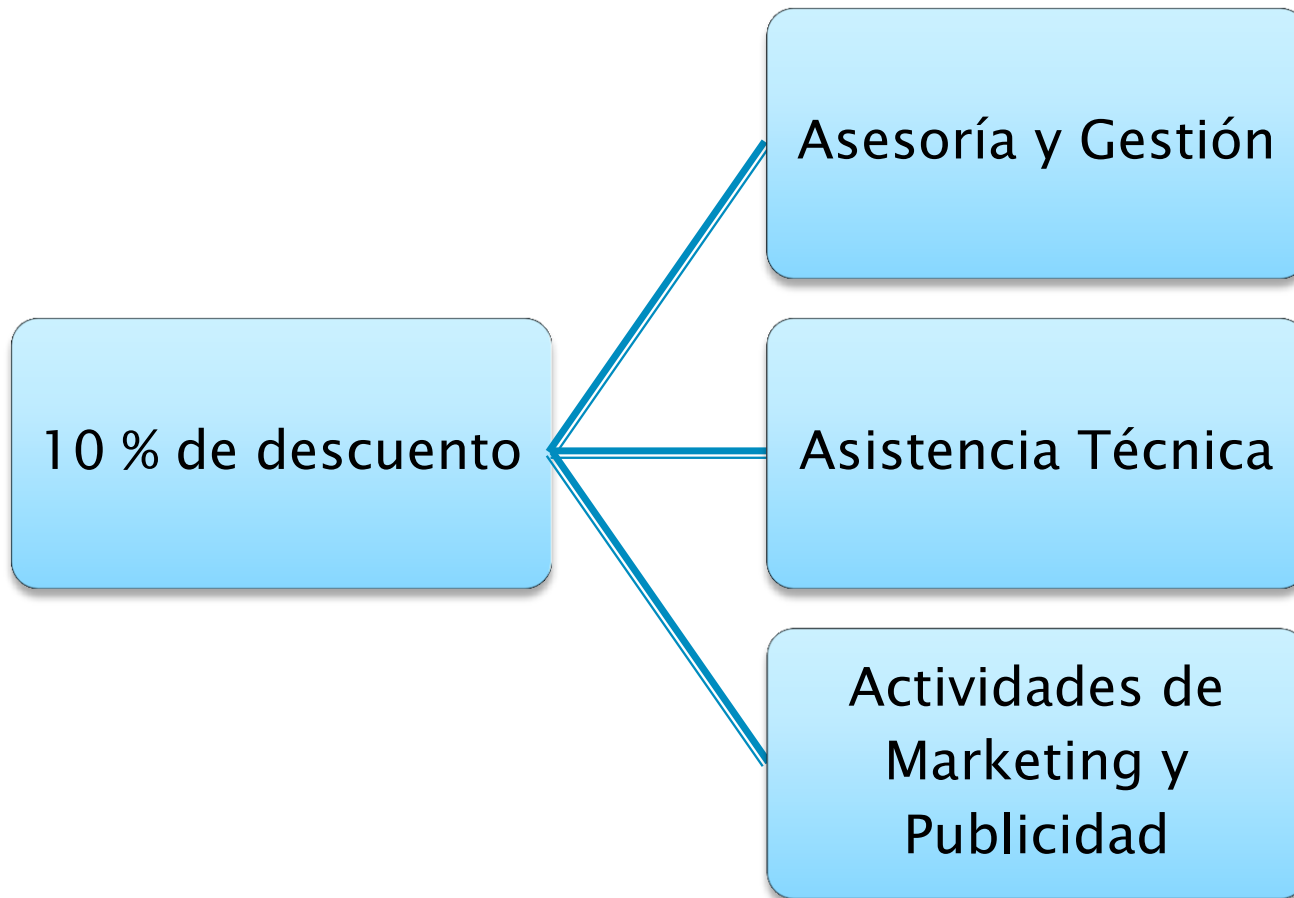 10 % de descuento
Asesoría y Gestión
Asistencia Técnica
Actividades de
Marketing y
Publicidad